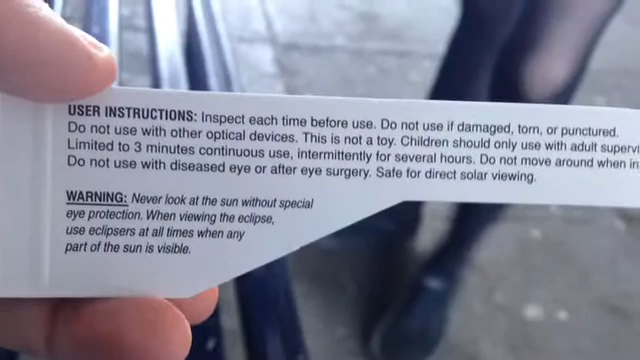 USER INSTRUCTIONS: Inspect each time before use. Do not use if damaged, torn, or punctured.
Do not use with other optical devices. This is not a toy. Children should only use with adult supervi
Limited to 3 minutes continuous use, intermittently for several hours. Do not move around when in
Do not use with diseased eye or after eye surgery. Safe for direct solar viewing.
WARNING: Never look at the sun without special
eye protection. When viewing the eclipse,
use eclipsers at all times when any
part of the sun is visible.